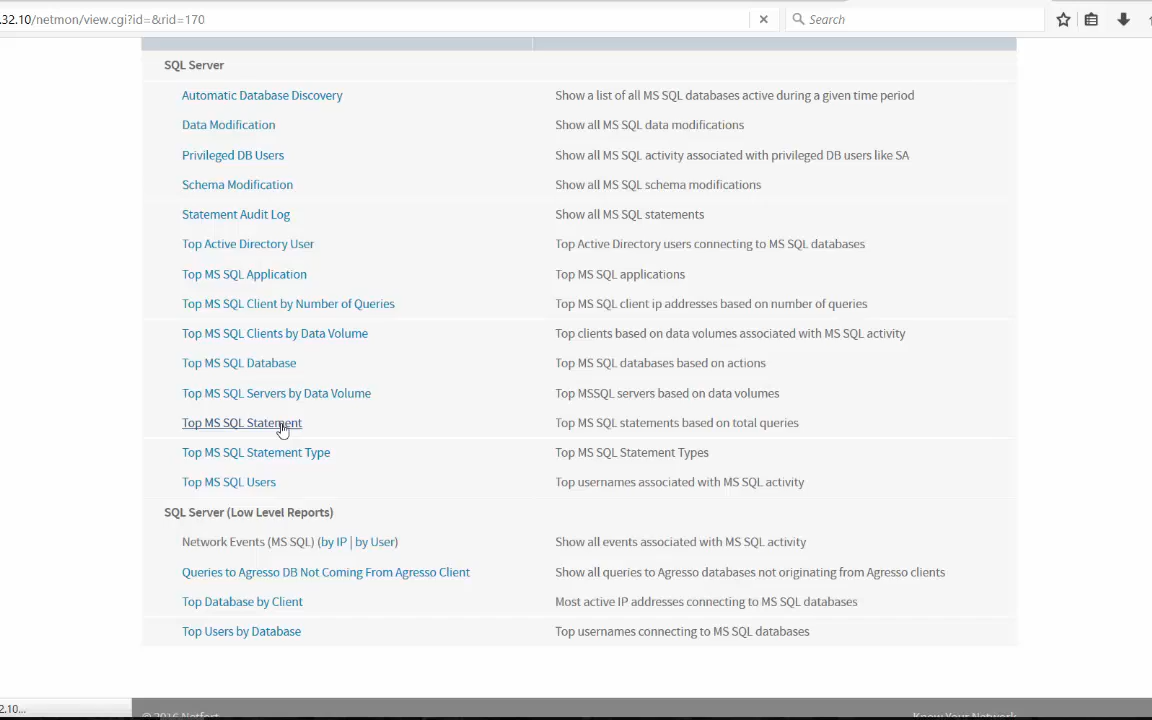 .32.10/netmon/view.cgi?id=&rid=170
Search
SQL Server
Automatic Database Discovery Show a list of all MS SQL databases active during a given time period
Data Modification Show all MS SQL data modifications
Privileged DB Users Show all MS SQL activity associated with privileged DB users like SA
Schema Modification Show all MS SQL schema modifications
Statement Audit Log Show all MS SQL statements
Top Active Directory User Top Active Directory users connecting to MS SQL databases
Top MS SQL Application Top MS SQL applications
Top MS SQL Client by Number of Queries Top MS SQL client ip addresses based on number of queries
Top MS SQL Clients by Data Volume Top clients based on data volumes associated with MS SQL activity
Top MS SQL Database Top MS SQL databases based on actions
Top MS SQL Servers by Data Volume Top MSSQL servers based on data volumes
Top MS SQL Statement Top MS SQL statements based on total queries
Top MS SQL Statement Type Top MS SQL Statement Types
Top MS SQL Users Top usernames associated with MS SQL activity
SQL Server (Low Level Reports)
Network Events (MS SQL) (by IP | by User) Show all events associated with MS SQL activity
Queries to Agresso DB Not Coming From Agresso Client Show all queries to Agresso databases not originating from Agresso clients
Top Database by Client Most active IP addresses connecting to MS SQL databases
Top Users by Database Top usernames connecting to MS SQL databases
2.10...
© 2016 Netfort Know Your Network